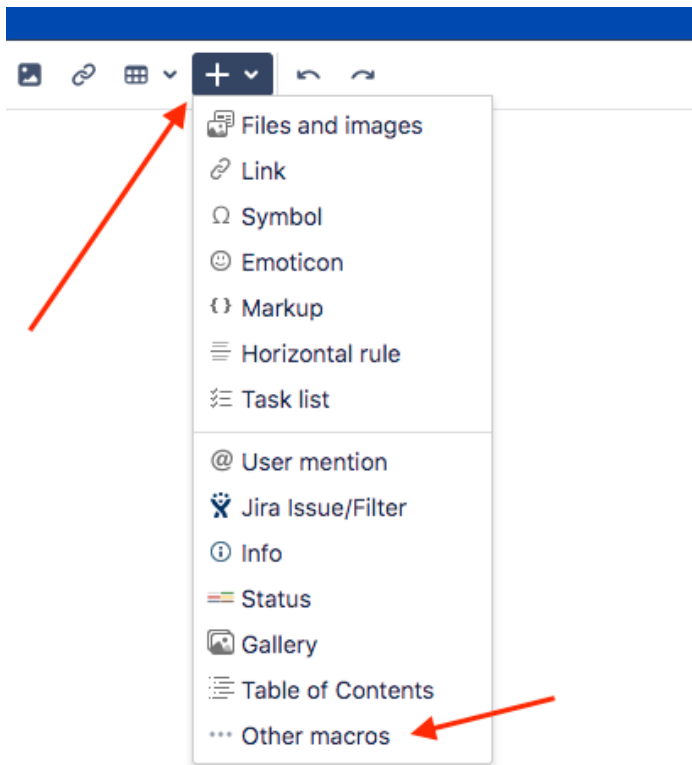 Files and images
Link
Symbol
Emoticon
Markup
Horizontal rule
Task list
@ User mention
Jira Issue/Filter
Info
Status
Gallery
Table of Contents
Other macros